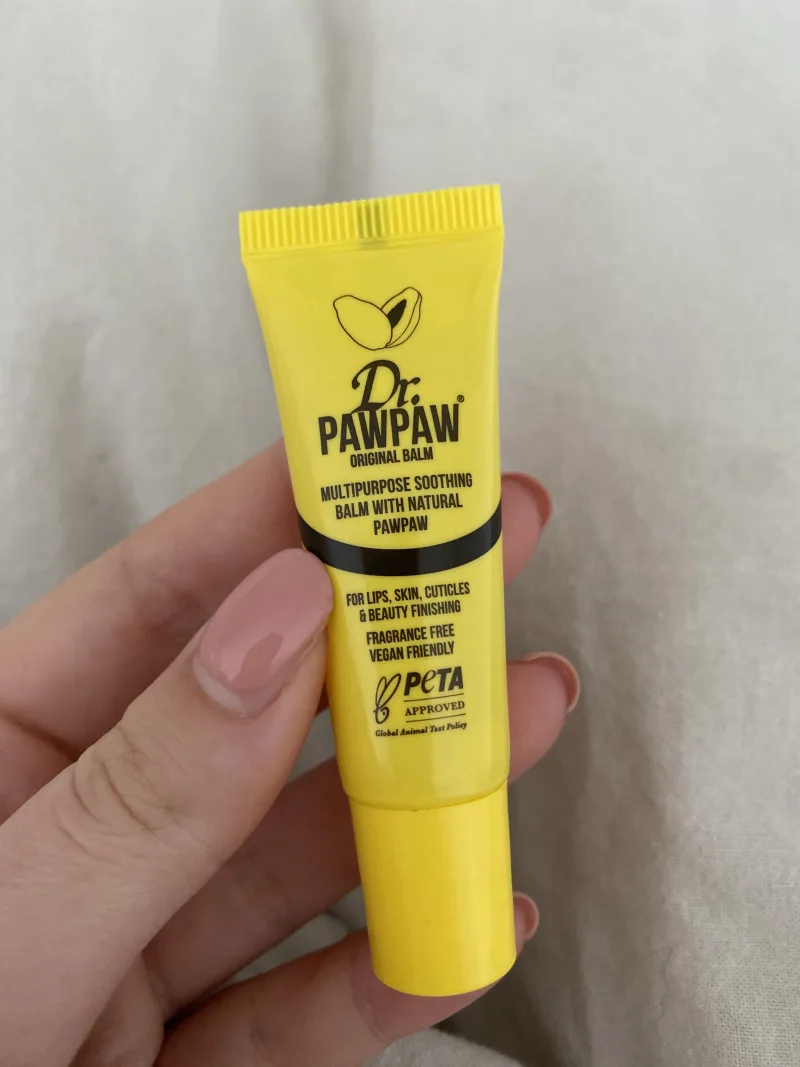 Dr.
PAWPAW®
ORIGINAL BALM
MULTIPURPOSE SOOTHING
BALM WITH NATURAL
PAWPAW
FOR LIPS, SKIN, CUTICLES
& BEAUTY FINISHING
FRAGRANCE FREE
VEGAN FRIENDLY
PETA
APPROVED
Global Animal Test Policy